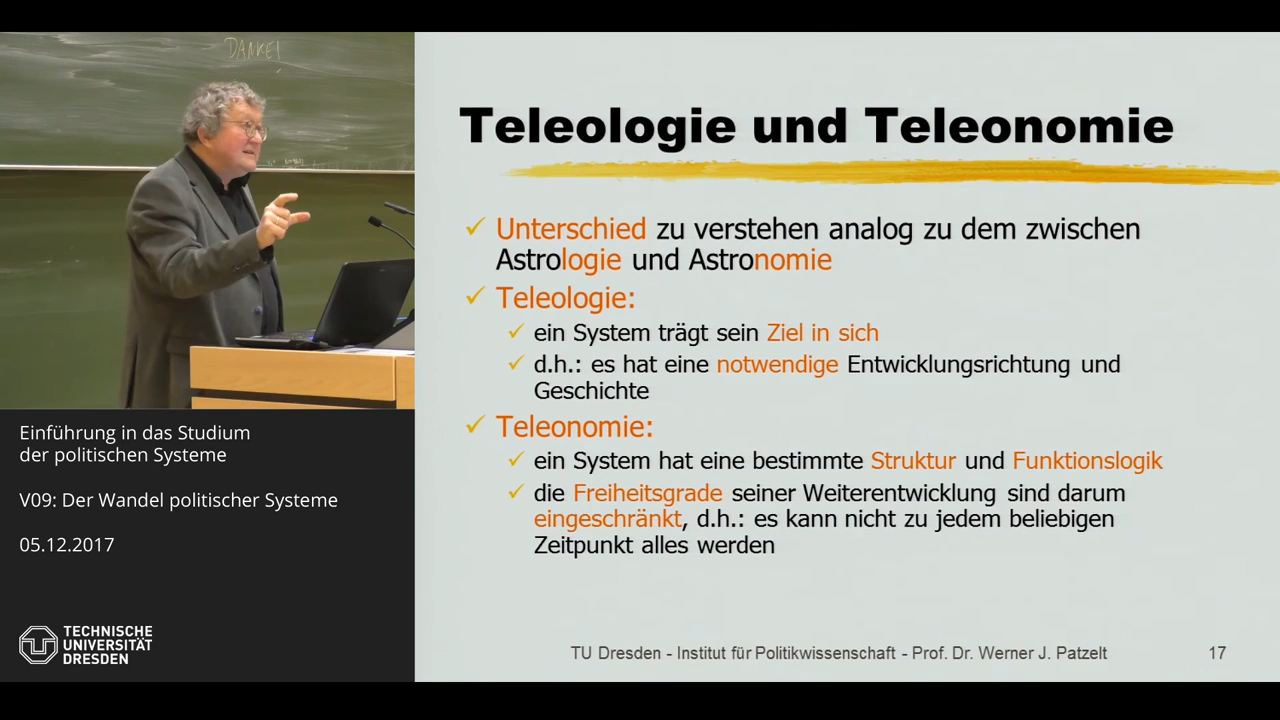 DANKE!
Teleologie und Teleonomie
Unterschied zu verstehen analog zu dem zwischen
Astrologie und Astronomie
Teleologie:
ein System trägt sein Ziel in sich
d.h.: es hat eine notwendige Entwicklungsrichtung und
Geschichte
Teleonomie:
ein System hat eine bestimmte Struktur und Funktionslogik
die Freiheitsgrade seiner Weiterentwicklung sind darum
eingeschränkt, d.h.: es kann nicht zu jedem beliebigen
Zeitpunkt alles werden
TU Dresden - Institut für Politikwissenschaft - Prof. Dr. Werner J. Patzelt
17
Einführung in das Studium
der politischen Systeme
V09: Der Wandel politischer Systeme
05.12.2017
TECHNISCHE
UNIVERSITÄT
DRESDEN